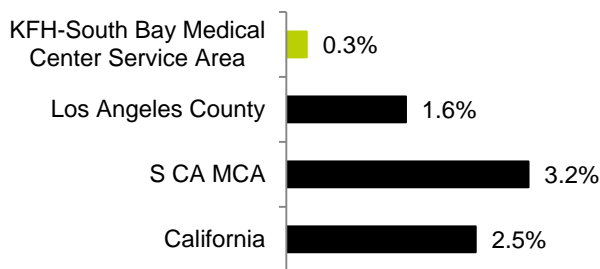 KFH-South Bay Medical
Center Service Area
0.3%
Los Angeles County
1.6%
S CA MCA
3.2%
California
2.5%